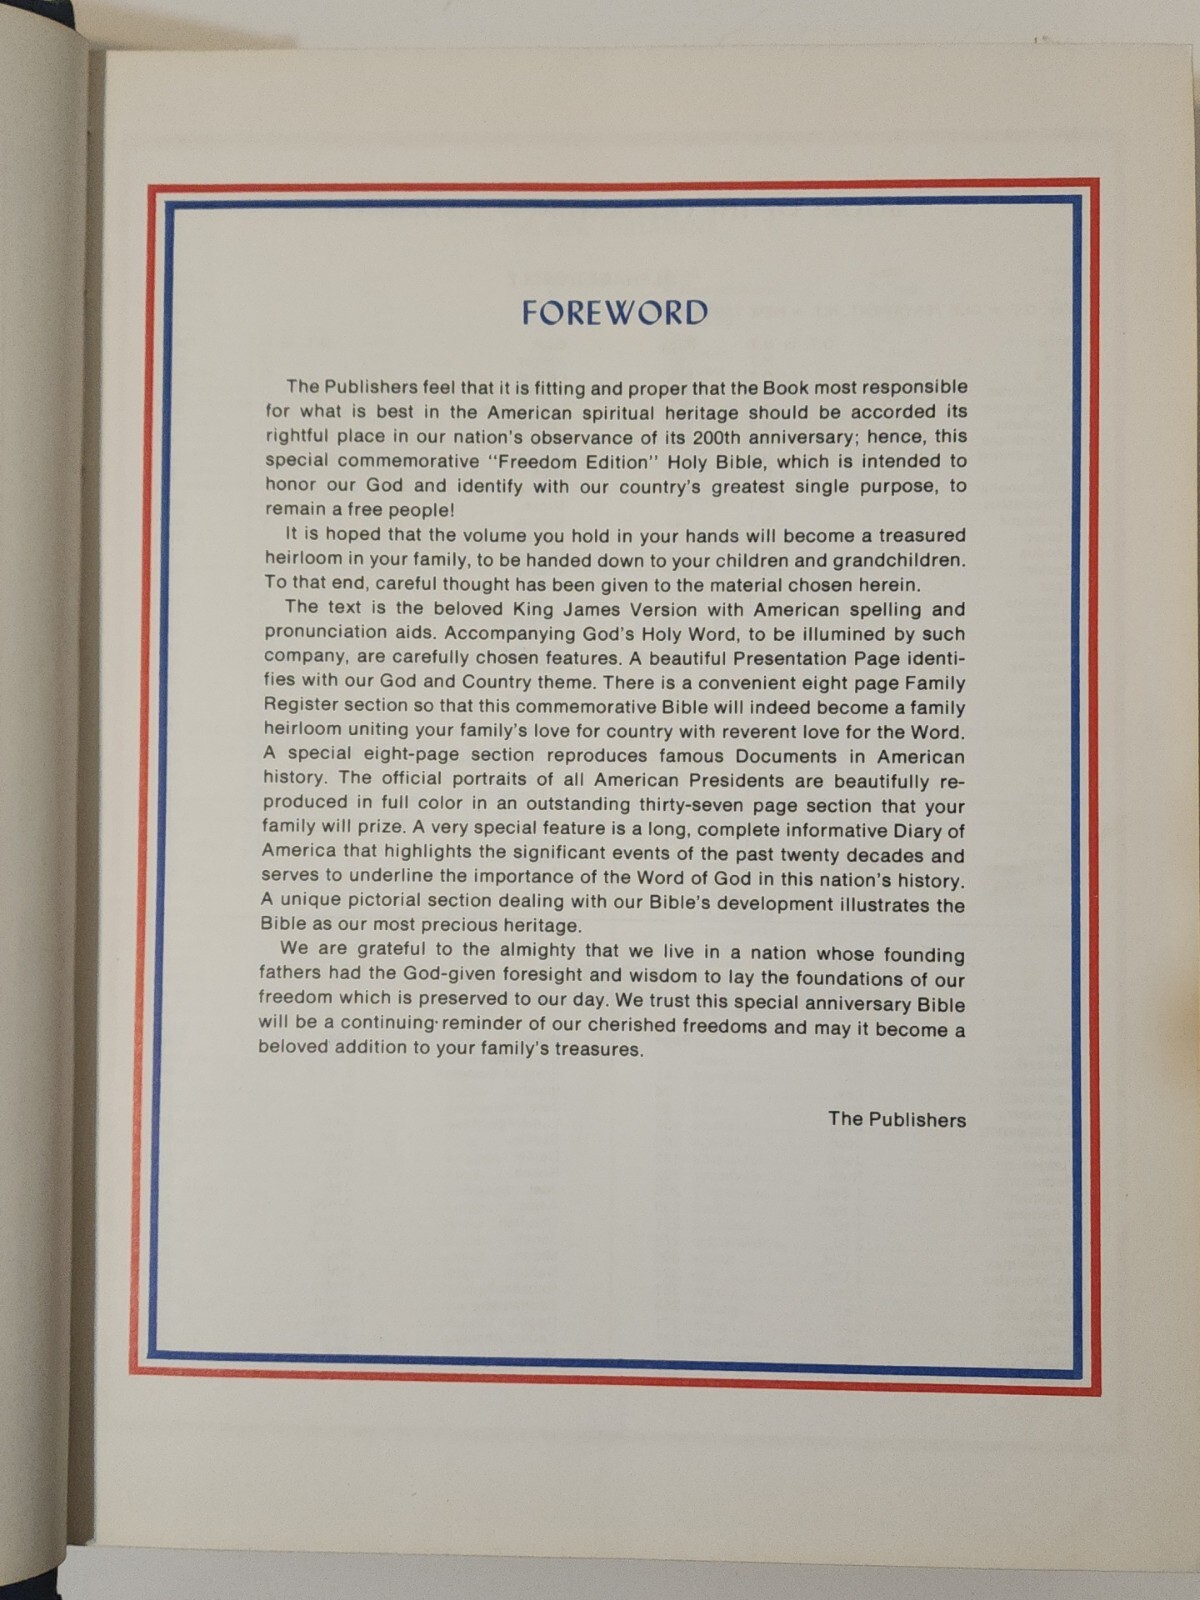 FOREWORD
The Publishers feel that it is fitting and proper that the Book most responsible
for what is best in the American spiritual heritage should be accorded its
rightful place in our nation's observance of its 200th anniversary; hence, this
special commemorative "Freedom Edition" Holy Bible, which is intended to
honor our God and identify with our country's greatest single purpose, to
remain a free people!
It is hoped that the volume you hold in your hands will become a treasured
heirloom in your family, to be handed down to your children and grandchildren.
To that end, careful thought has been given to the material chosen herein.
The text is the beloved King James Version with American spelling and
pronunciation aids. Accompanying God's Holy Word, to be illumined by such
company, are carefully chosen features. A beautiful Presentation Page identi-
fies with our God and Country theme. There is a convenient eight page Family
Register section so that this commemorative Bible will indeed become a family
heirloom uniting your family's love for country with reverent love for the Word.
A special eight-page section reproduces famous Documents in American
history. The official portraits of all American Presidents are beautifully re-
produced in full color in an outstanding thirty-seven page section that your
family will prize. A very special feature is a long, complete informative Diary of
America that highlights the significant events of the past twenty decades and
serves to underline the importance of the Word of God in this nation's history.
A unique pictorial section dealing with our Bible's development illustrates the
Bible as our most precious heritage.
We are grateful to the almighty that we live in a nation whose founding
fathers had the God-given foresight and wisdom to lay the foundations of our
freedom which is preserved to our day. We trust this special anniversary Bible
will be a continuing reminder of our cherished freedoms and may it become a
beloved addition to your family's treasures.
The Publishers